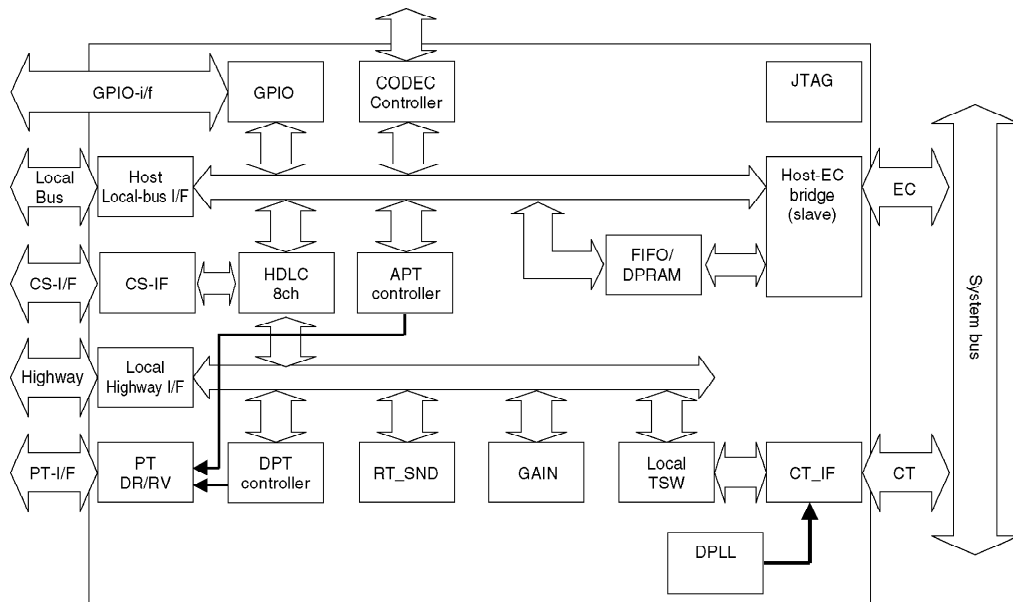 GPIO-i/f
GPIO
CODEC
Controller
JTAG
Local
Bus
Host
Local-bus I/F
Host-EC
bridge
(slave)
EC
CS-I/F
CS-IF
HDLC
8ch
APT
controller
FIFO/
DPRAM
System bus
Highway
Local
Highway I/F
PT-I/F
PT
DR/RV
DPT
controller
RT_SND
GAIN
Local
TSW
CT_IF
CT
DPLL